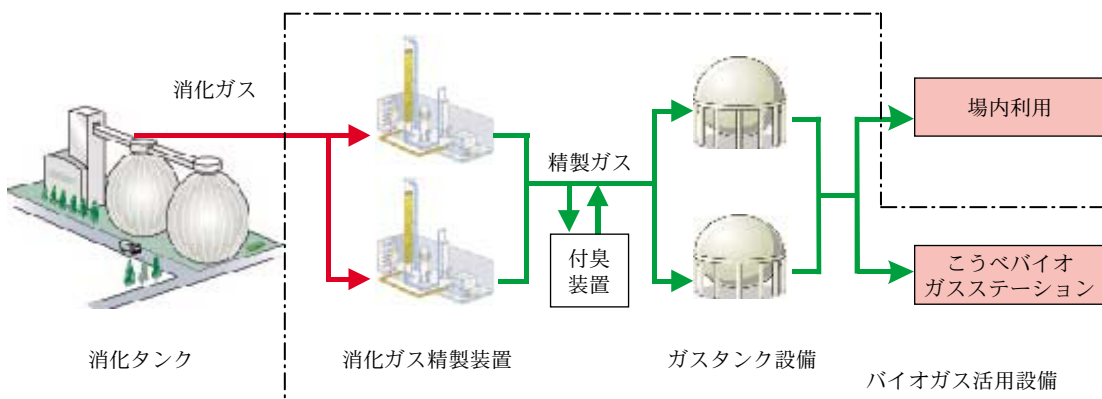 消化ガス
精製ガス
付臭
装置
場内利用
こうべバイオ
ガスステーション
消化タンク
消化ガス精製装置
ガスタンク設備
バイオガス活用設備